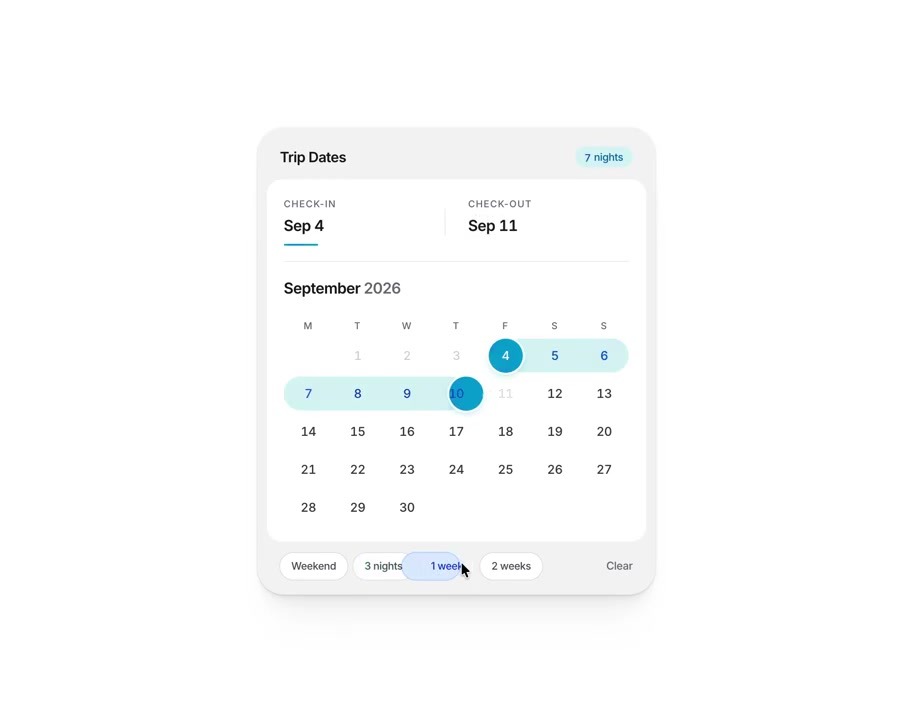 Trip Dates 7 nights
CHECK-IN CHECK-OUT
Sep 4 Sep 11
September 2026
M T W T F S S
1 2 3 4 5 6
7 8 9 10 11 12 13
14 15 16 17 18 19 20
21 22 23 24 25 26 27
28 29 30
Weekend 3 nights 1 week 2 weeks Clear